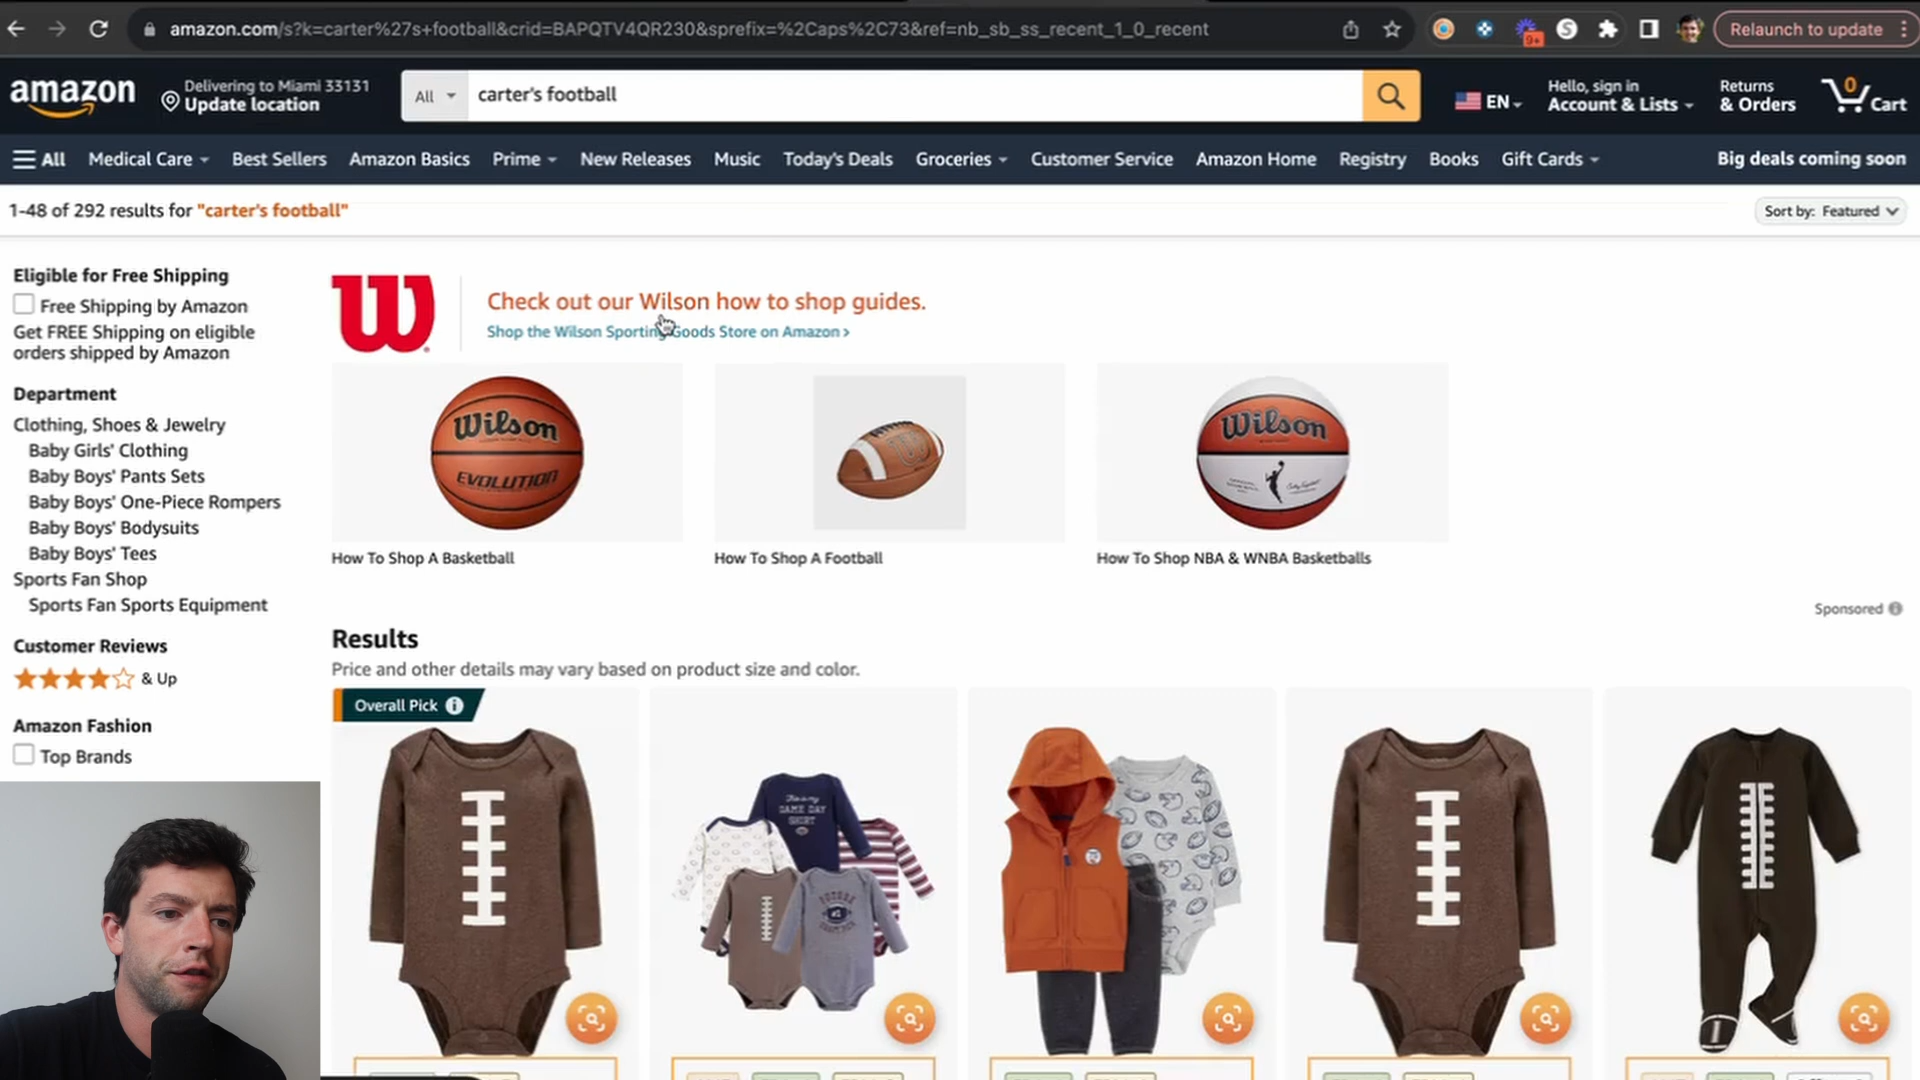 amazon.com/s?k=carter%27s+football&crid=BAPQTV4QR230&sprefix=%2Caps%2C73&ref=nb_sb_ss_recent_1_0_recent
9+
S
Relaunch to update
amazon
Delivering to Miami 33131
Update location
All
carter's football
EN
Hello, sign in
Account & Lists
Returns
& Orders
0
Cart
All
Medical Care
Best Sellers
Amazon Basics
Prime
New Releases
Music
Today's Deals
Groceries
Customer Service
Amazon Home
Registry
Books
Gift Cards
Big deals coming soon
1-48 of 292 results for "carter's football"
Sort by: Featured
Eligible for Free Shipping
Free Shipping by Amazon
Get FREE Shipping on eligible
orders shipped by Amazon
Department
Clothing, Shoes & Jewelry
Baby Girls' Clothing
Baby Boys' Pants Sets
Baby Boys' One-Piece Rompers
Baby Boys' Bodysuits
Baby Boys' Tees
Sports Fan Shop
Sports Fan Sports Equipment
Customer Reviews
& Up
Amazon Fashion
Top Brands
W
Check out our Wilson how to shop guides.
Shop the Wilson Sporting Goods Store on Amazon ›
Wilson
EVOLUTION
W
Wilson
How To Shop A Basketball
How To Shop A Football
How To Shop NBA & WNBA Basketballs
Sponsored
Results
Price and other details may vary based on product size and color.
Overall Pick
GAME DAY
SHIRT
FUTURE